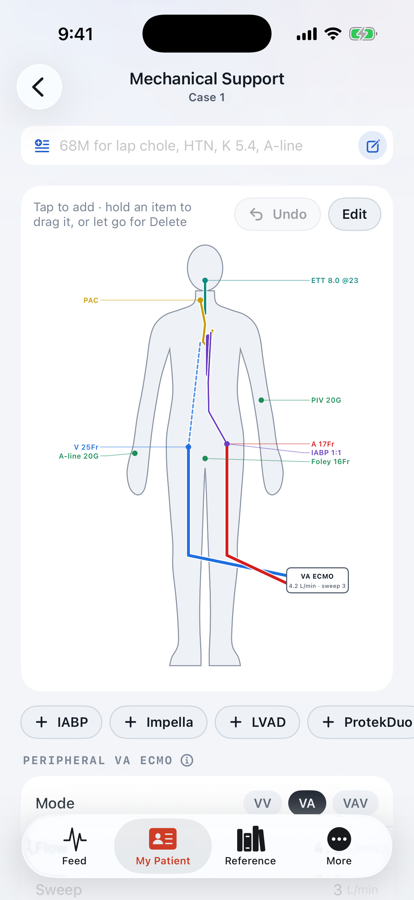 9:41
Mechanical Support
Case 1
68M for lap chole, HTN, K 5.4, A-line
Tap to add · hold an item to
drag it, or let go for Delete
Undo
Edit
ETT 8.0 @23
PAC
PIV 20G
V 25Fr
A-line 20G
A 17Fr
IABP 1:1
Foley 16Fr
VA ECMO
4.2 L/min · sweep 3
IABP
Impella
LVAD
ProtekDuo
PERIPHERAL VA ECMO
Mode
VV
VA
VAV
Flow
Feed
My Patient
Reference
More
Sweep
3 L/min